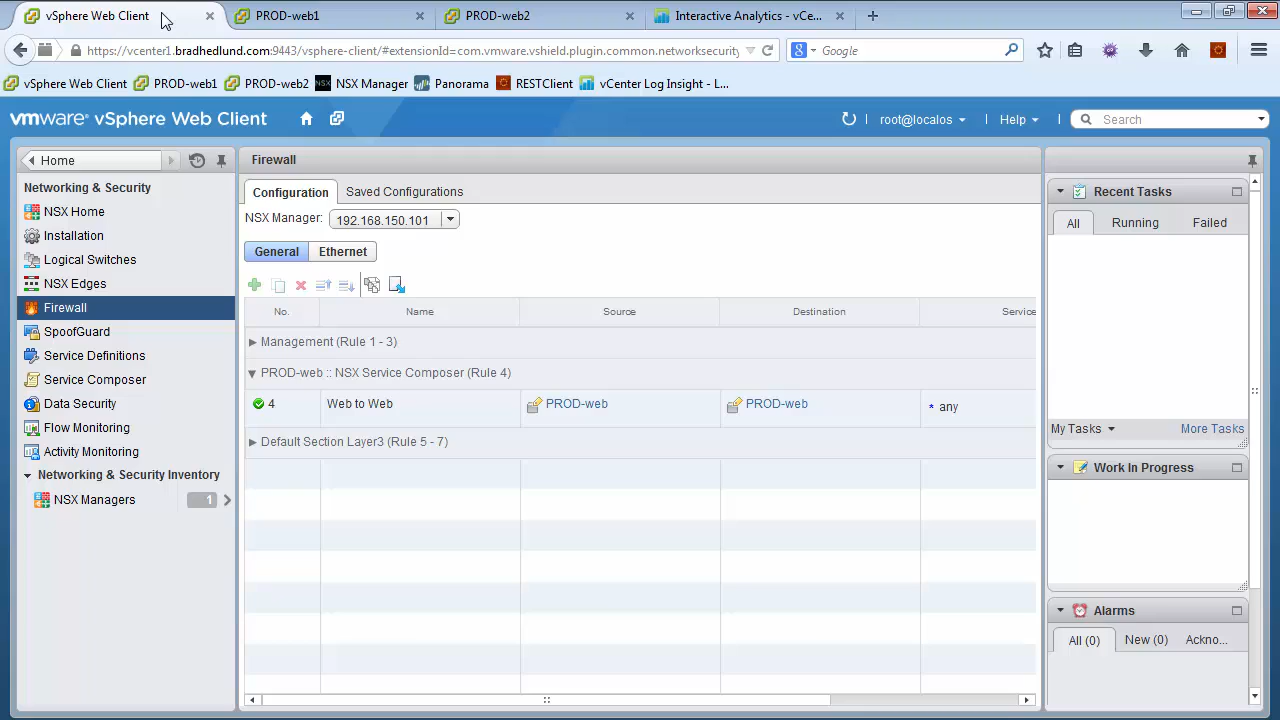 vSphere Web Client
PROD-web1
PROD-web2
Interactive Analytics - vCe...
https://vcenter1.bradhedlund.com:9443/vsphere-client/#extensionId=com.vmware.vshield.plugin.common.networksecurity
Google
vSphere Web Client
PROD-web1
PROD-web2
NSX Manager
Panorama
RESTClient
vCenter Log Insight - L...
vmware® vSphere Web Client
root@localos
Help
Search
Home
Networking & Security
NSX Home
Installation
Logical Switches
NSX Edges
Firewall
SpoofGuard
Service Definitions
Service Composer
Data Security
Flow Monitoring
Activity Monitoring
Networking & Security Inventory
NSX Managers 1
Firewall
Configuration Saved Configurations
NSX Manager: 192.168.150.101
General Ethernet
No. Name Source Destination Service
Management (Rule 1 - 3)
PROD-web :: NSX Service Composer (Rule 4)
4 Web to Web PROD-web PROD-web * any
Default Section Layer3 (Rule 5 - 7)
Recent Tasks
All Running Failed
My Tasks More Tasks
Work In Progress
Alarms
All (0) New (0) Ackno...